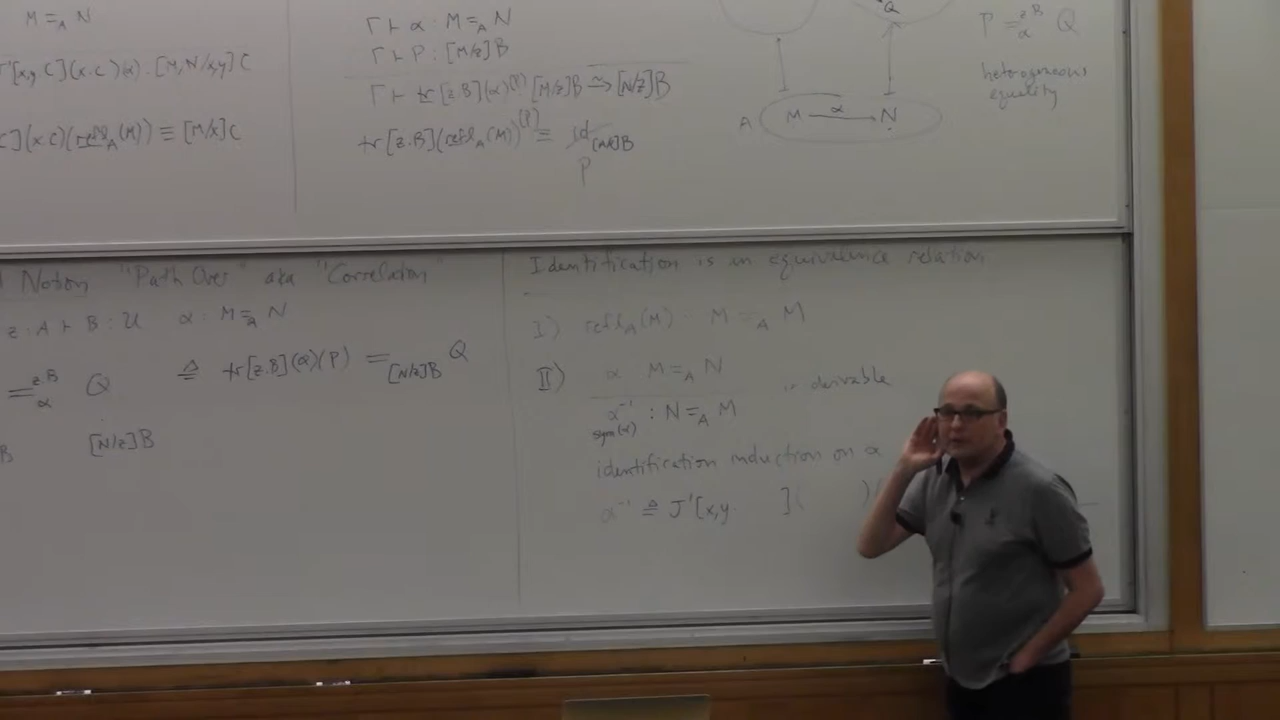 M =_A N
[x,y.C](x.c)(α) : [M,N/x,y]C
](x.c)(refl_A(M)) ≡ [M/x]C
Γ ⊢ α : M =_A N
Γ ⊢ P : [M/z]B
Γ ⊢ tr[z.B](α)(P) [M/z]B → [N/z]B
tr[z.B](refl_A(M))(P) ≡ id_[M/z]B
P
Q
A M α → N
P =_α^{z.B} Q
heterogeneous
equality
Notion "Path Over" aka "Correlation"
z:A ⊢ B : U α : M =_A N
=_α^{z.B} Q ≜ tr[z.B](α)(P) =_[N/z]B Q
B [N/z]B
Identification is an equivalence relation
I) refl_A(M) : M =_A M
II) α M =_A N
is derivable
α⁻¹ : N =_A M
sym(α)
identification induction on α
α⁻¹ ≜ J'[x,y. ]( )(